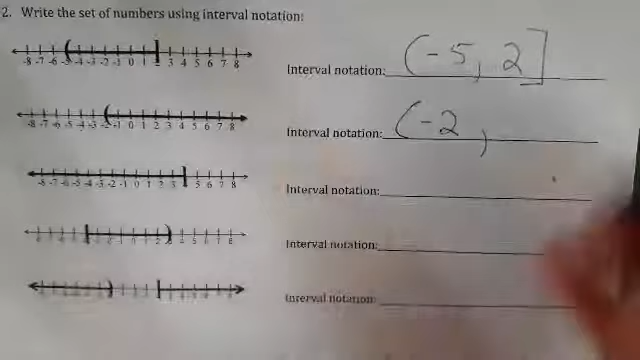 2. Write the set of numbers using interval notation:
-8 -7 -6 -5 -4 -3 -2 -1 0 1 2 3 4 5 6 7 8
Interval notation: (-5, 2]
-8 -7 -6 -5 -4 -3 -2 -1 0 1 2 3 4 5 6 7 8
Interval notation: (-2,
-8 -7 -6 -5 -4 -3 -2 -1 0 1 2 3 4 5 6 7 8
Interval notation:
Interval notation:
Interval notation: